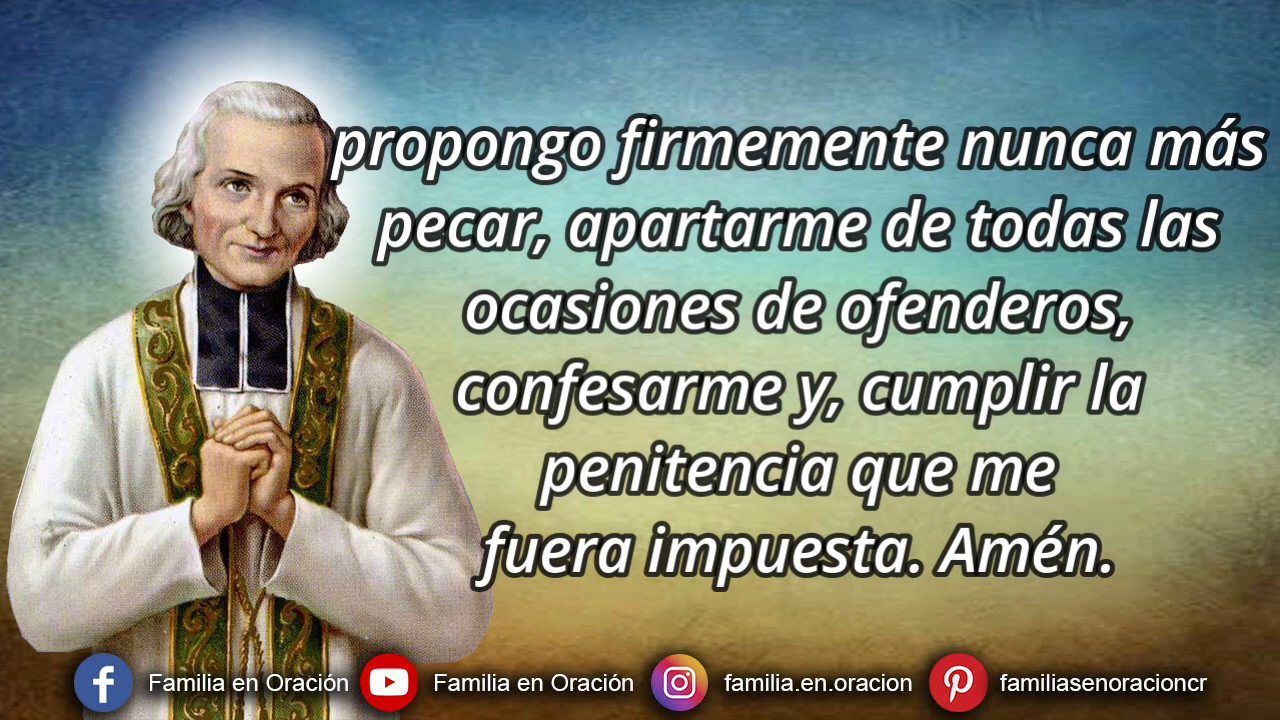 propongo firmemente nunca más
pecar, apartarme de todas las
ocasiones de ofenderos,
confesarme y, cumplir la
penitencia que me
fuera impuesta. Amén.
Familia en Oración
Familia en Oración
familia.en.oracion
familiasenoracioncr